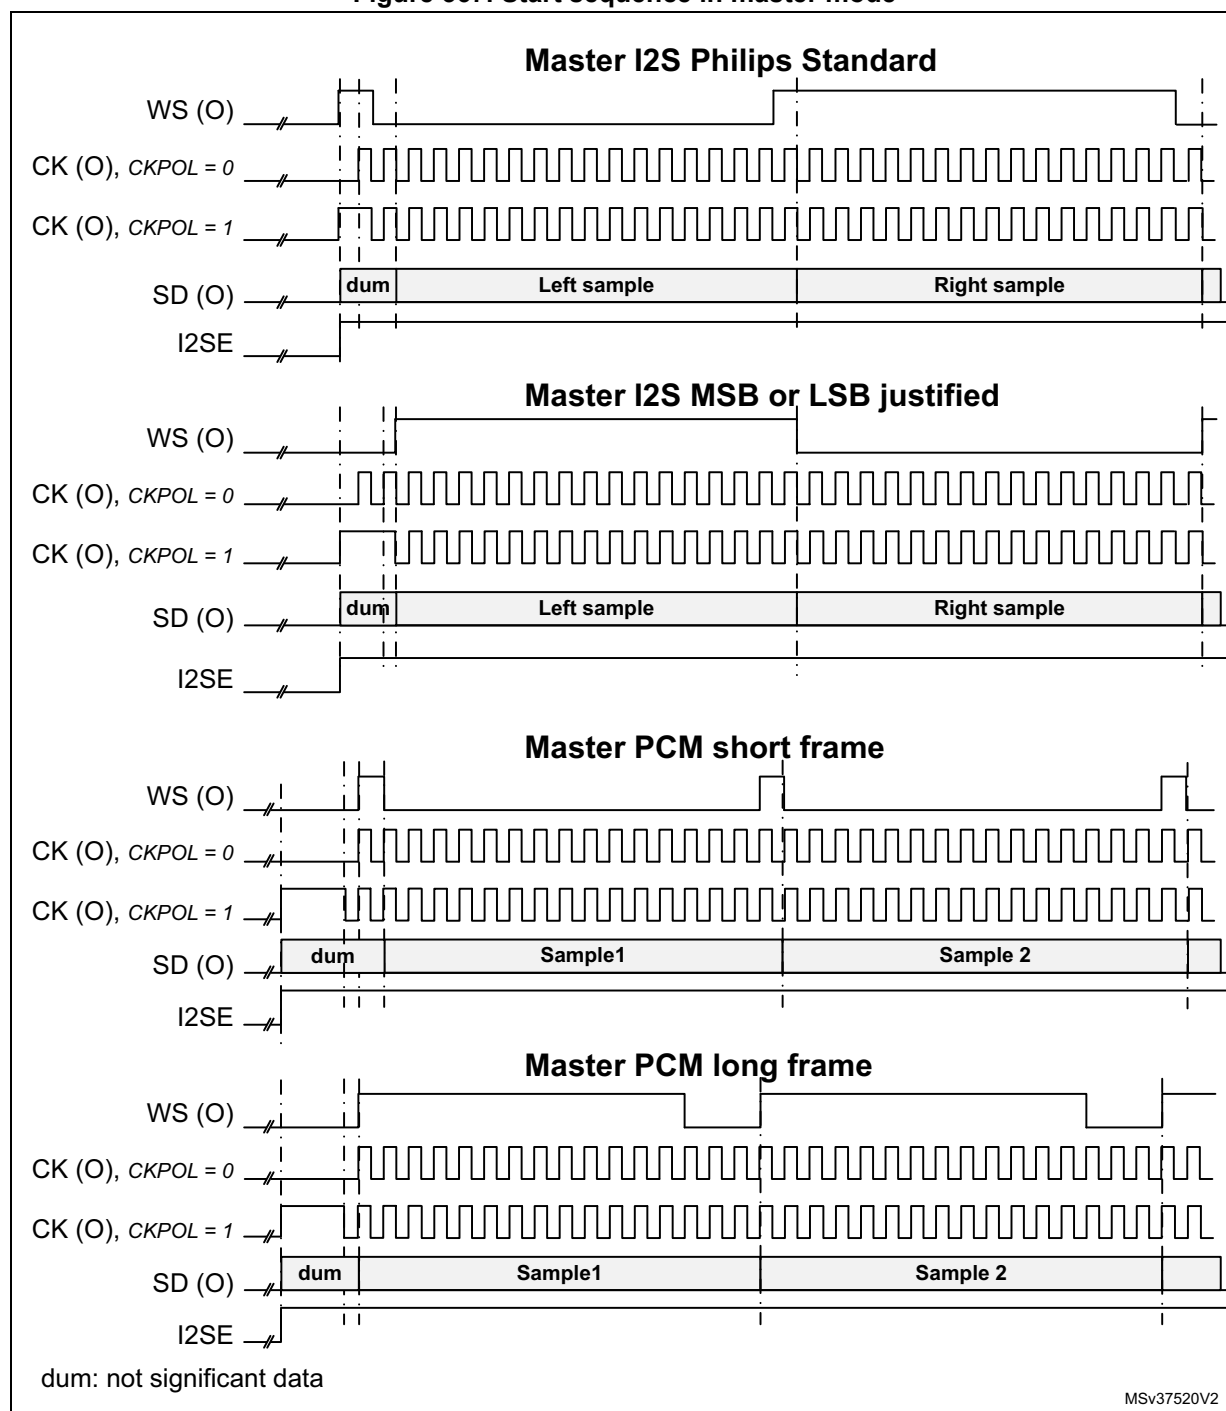 Master I2S Philips Standard
WS (O)
CK (O), CKPOL = 0
CK (O), CKPOL = 1
SD (O) dum Left sample Right sample
I2SE
Master I2S MSB or LSB justified
WS (O)
CK (O), CKPOL = 0
CK (O), CKPOL = 1
SD (O) dum Left sample Right sample
I2SE
Master PCM short frame
WS (O)
CK (O), CKPOL = 0
CK (O), CKPOL = 1
SD (O) dum Sample1 Sample 2
I2SE
Master PCM long frame
WS (O)
CK (O), CKPOL = 0
CK (O), CKPOL = 1
SD (O) dum Sample1 Sample 2
I2SE
dum: not significant data
MSv37520V2